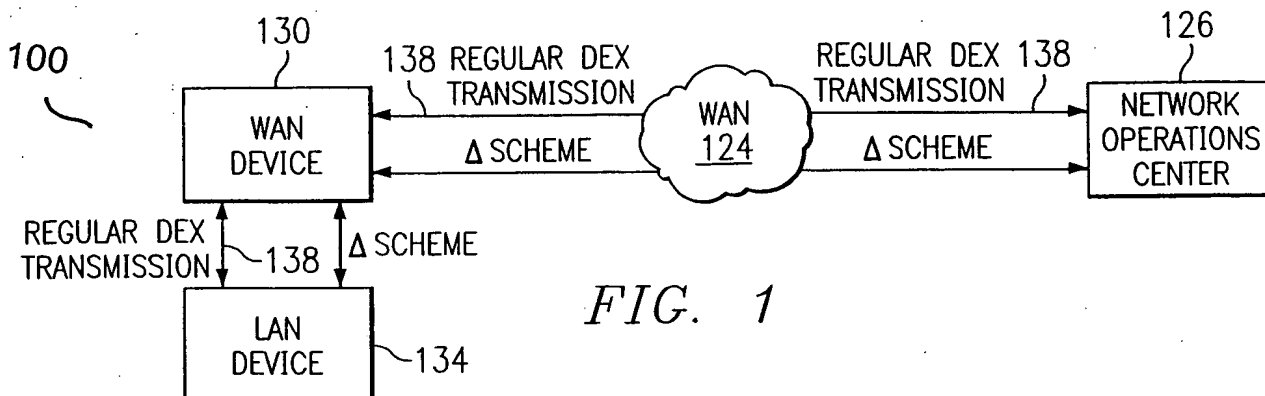 100
130
WAN
DEVICE
138 REGULAR DEX
TRANSMISSION
Δ SCHEME
WAN
124
REGULAR DEX 138
TRANSMISSION
Δ SCHEME
126
NETWORK
OPERATIONS
CENTER
REGULAR DEX
TRANSMISSION
138
Δ SCHEME
LAN
DEVICE
134
FIG. 1